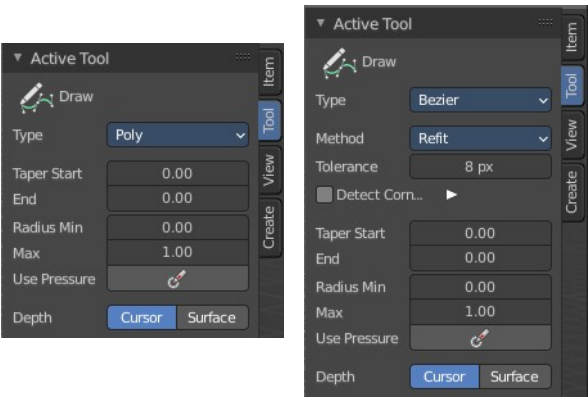 Active Tool
Draw
Type Poly
Taper Start 0.00
End 0.00
Radius Min 0.00
Max 1.00
Use Pressure
Depth Cursor Surface
Item
Tool
View
Create
Active Tool
Draw
Type Bezier
Method Refit
Tolerance 8 px
Detect Corn...
Taper Start 0.00
End 0.00
Radius Min 0.00
Max 1.00
Use Pressure
Depth Cursor Surface
Item
Tool
View
Create